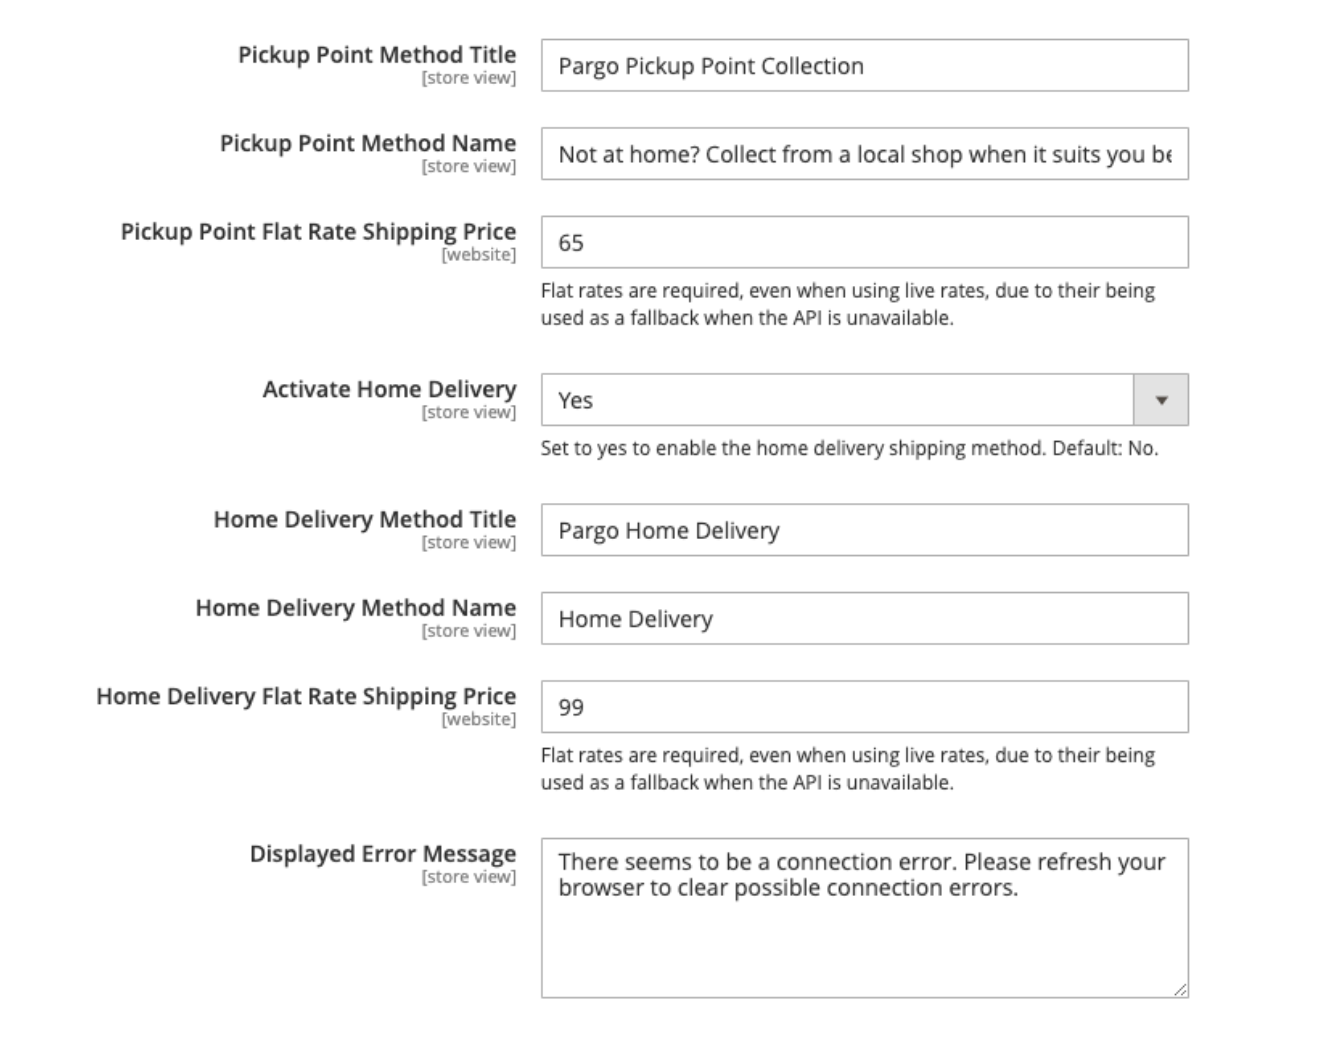 Pickup Point Method Title
[store view]
Pargo Pickup Point Collection
Pickup Point Method Name
[store view]
Not at home? Collect from a local shop when it suits you be
Pickup Point Flat Rate Shipping Price
[website]
65
Flat rates are required, even when using live rates, due to their being
used as a fallback when the API is unavailable.
Activate Home Delivery
[store view]
Yes
Set to yes to enable the home delivery shipping method. Default: No.
Home Delivery Method Title
[store view]
Pargo Home Delivery
Home Delivery Method Name
[store view]
Home Delivery
Home Delivery Flat Rate Shipping Price
[website]
99
Flat rates are required, even when using live rates, due to their being
used as a fallback when the API is unavailable.
Displayed Error Message
[store view]
There seems to be a connection error. Please refresh your
browser to clear possible connection errors.